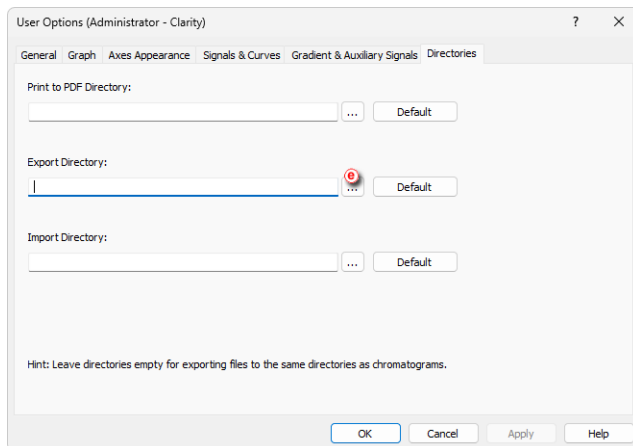 User Options (Administrator - Clarity) ?
General Graph Axes Appearance Signals & Curves Gradient & Auxiliary Signals Directories
Print to PDF Directory:
... Default
Export Directory:
e
... Default
Import Directory:
... Default
Hint: Leave directories empty for exporting files to the same directories as chromatograms.
OK Cancel Apply Help